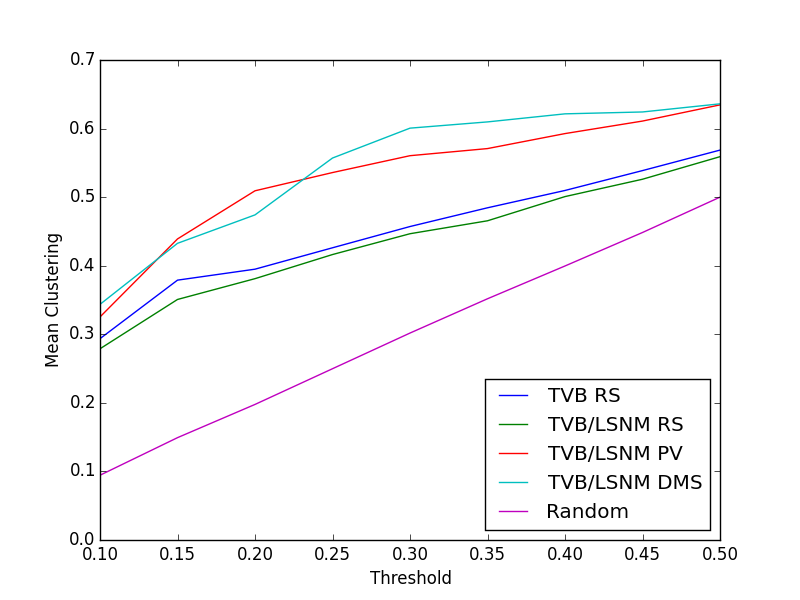 0.7
0.6
0.5
0.4
0.3
0.2
0.1
0.0
Mean Clustering
0.10 0.15 0.20 0.25 0.30 0.35 0.40 0.45 0.50
Threshold
TVB RS
TVB/LSNM RS
TVB/LSNM PV
TVB/LSNM DMS
Random